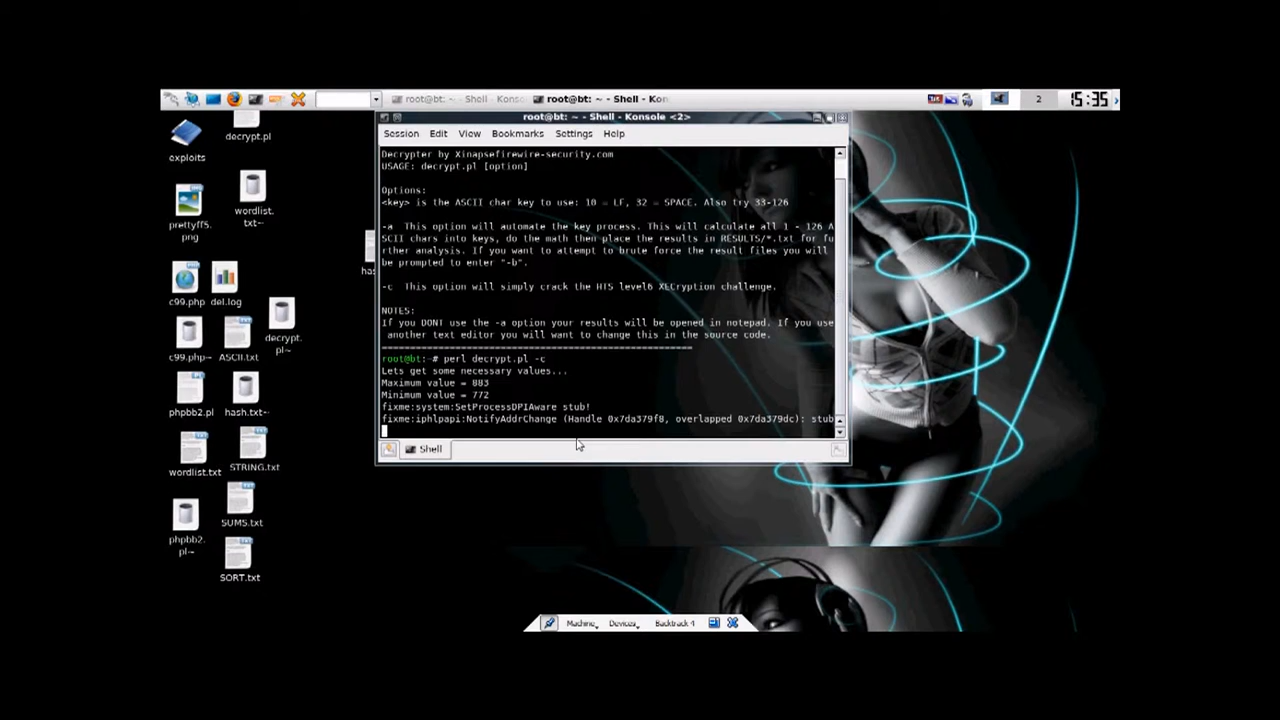 root@bt: ~ - Shell - Konso
root@bt: ~ - Shell - Kon
2
15:35
root@bt: ~ - Shell - Konsole <2>
Session Edit View Bookmarks Settings Help
Decrypter by Xinapsefirewire-security.com
USAGE: decrypt.pl [option]
Options:
<key> is the ASCII char key to use: 10 = LF, 32 = SPACE. Also try 33-126
-a  This option will automate the key process. This will calculate all 1 - 126 A
SCII chars into keys, do the math then place the results in RESULTS/*.txt for fu
rther analysis. If you want to attempt to brute force the result files you will
be prompted to enter "-b".
-c  This option will simply crack the HTS level6 XECryption challenge.
NOTES:
If you DONT use the -a option your results will be opened in notepad. If you use
another text editor you will want to change this in the source code.
=====================================================
root@bt:~# perl decrypt.pl -c
Lets get some necessary values...
Maximum value = 883
Minimum value = 772
fixme:system:SetProcessDPIAware stub!
fixme:iphlpapi:NotifyAddrChange (Handle 0x7da379f8, overlapped 0x7da379dc): stub
Shell
decrypt.pl
exploits
wordlist.
txt~
prettyff5.
png
has
c99.php
del.log
decrypt.
pl~
c99.php~
ASCII.txt
phpbb2.pl
hash.txt~
wordlist.txt
STRING.txt
SUMS.txt
phpbb2.
pl~
SORT.txt
Machine
Devices
Backtrack 4